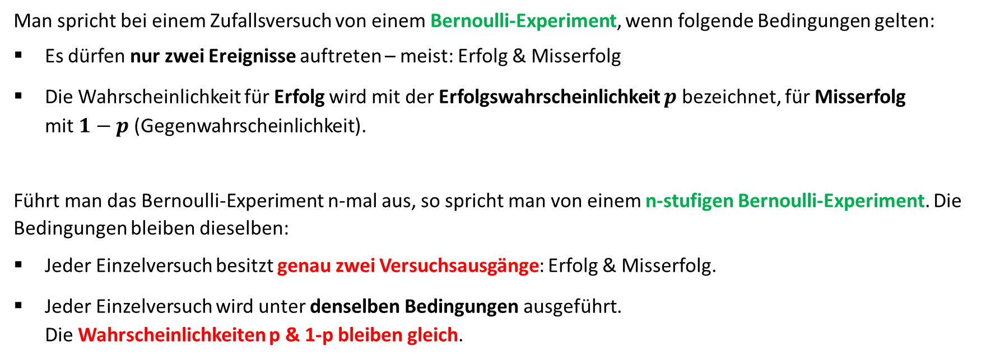 Man spricht bei einem Zufallsversuch von einem Bernoulli-Experiment, wenn folgende Bedingungen gelten:
▪ Es dürfen nur zwei Ereignisse auftreten – meist: Erfolg & Misserfolg
▪ Die Wahrscheinlichkeit für Erfolg wird mit der Erfolgswahrscheinlichkeit p bezeichnet, für Misserfolg
mit 1 − p (Gegenwahrscheinlichkeit).
Führt man das Bernoulli-Experiment n-mal aus, so spricht man von einem n-stufigen Bernoulli-Experiment. Die
Bedingungen bleiben dieselben:
▪ Jeder Einzelversuch besitzt genau zwei Versuchsausgänge: Erfolg & Misserfolg.
▪ Jeder Einzelversuch wird unter denselben Bedingungen ausgeführt.
Die Wahrscheinlichkeiten p & 1-p bleiben gleich.